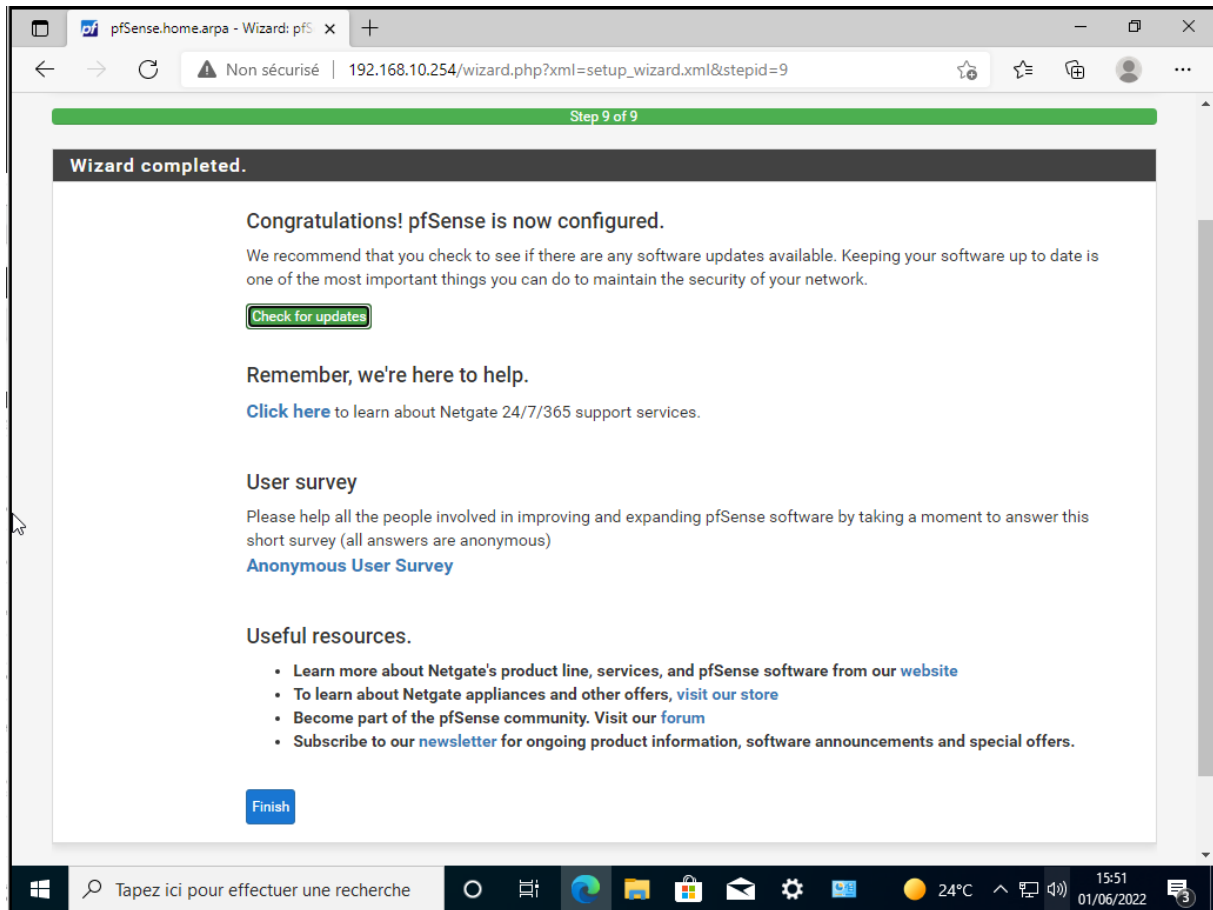 pfSense.home.arpa - Wizard: pfS
Non sécurisé | 192.168.10.254/wizard.php?xml=setup_wizard.xml&stepid=9
Step 9 of 9
Wizard completed.
Congratulations! pfSense is now configured.
We recommend that you check to see if there are any software updates available. Keeping your software up to date is
one of the most important things you can do to maintain the security of your network.
Check for updates
Remember, we're here to help.
Click here to learn about Netgate 24/7/365 support services.
User survey
Please help all the people involved in improving and expanding pfSense software by taking a moment to answer this
short survey (all answers are anonymous)
Anonymous User Survey
Useful resources.
• Learn more about Netgate's product line, services, and pfSense software from our website
• To learn about Netgate appliances and other offers, visit our store
• Become part of the pfSense community. Visit our forum
• Subscribe to our newsletter for ongoing product information, software announcements and special offers.
Finish
Tapez ici pour effectuer une recherche
24°C
15:51
01/06/2022
3